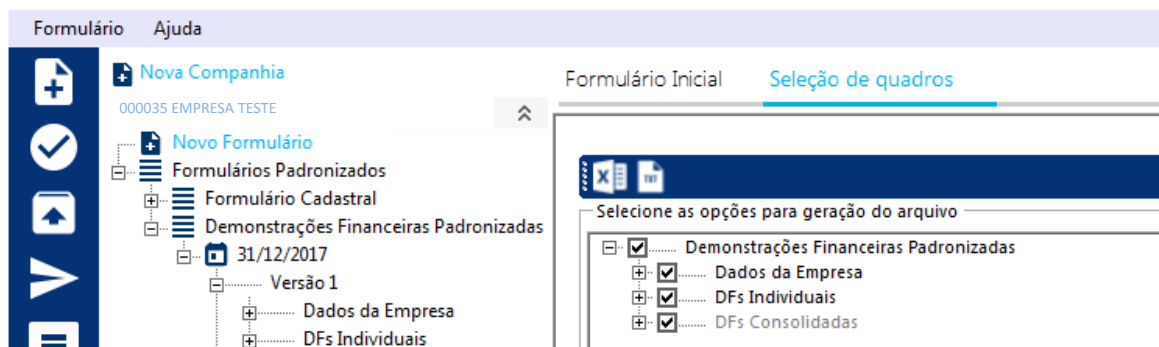 Formulário Ajuda
Nova Companhia
000035 EMPRESA TESTE
Novo Formulário
Formulários Padronizados
Formulário Cadastral
Demonstrações Financeiras Padronizadas
31/12/2017
Versão 1
Dados da Empresa
DFs Individuais
Formulário Inicial Seleção de quadros
X TXT
Selecione as opções para geração do arquivo
Demonstrações Financeiras Padronizadas
Dados da Empresa
DFs Individuais
DFs Consolidadas